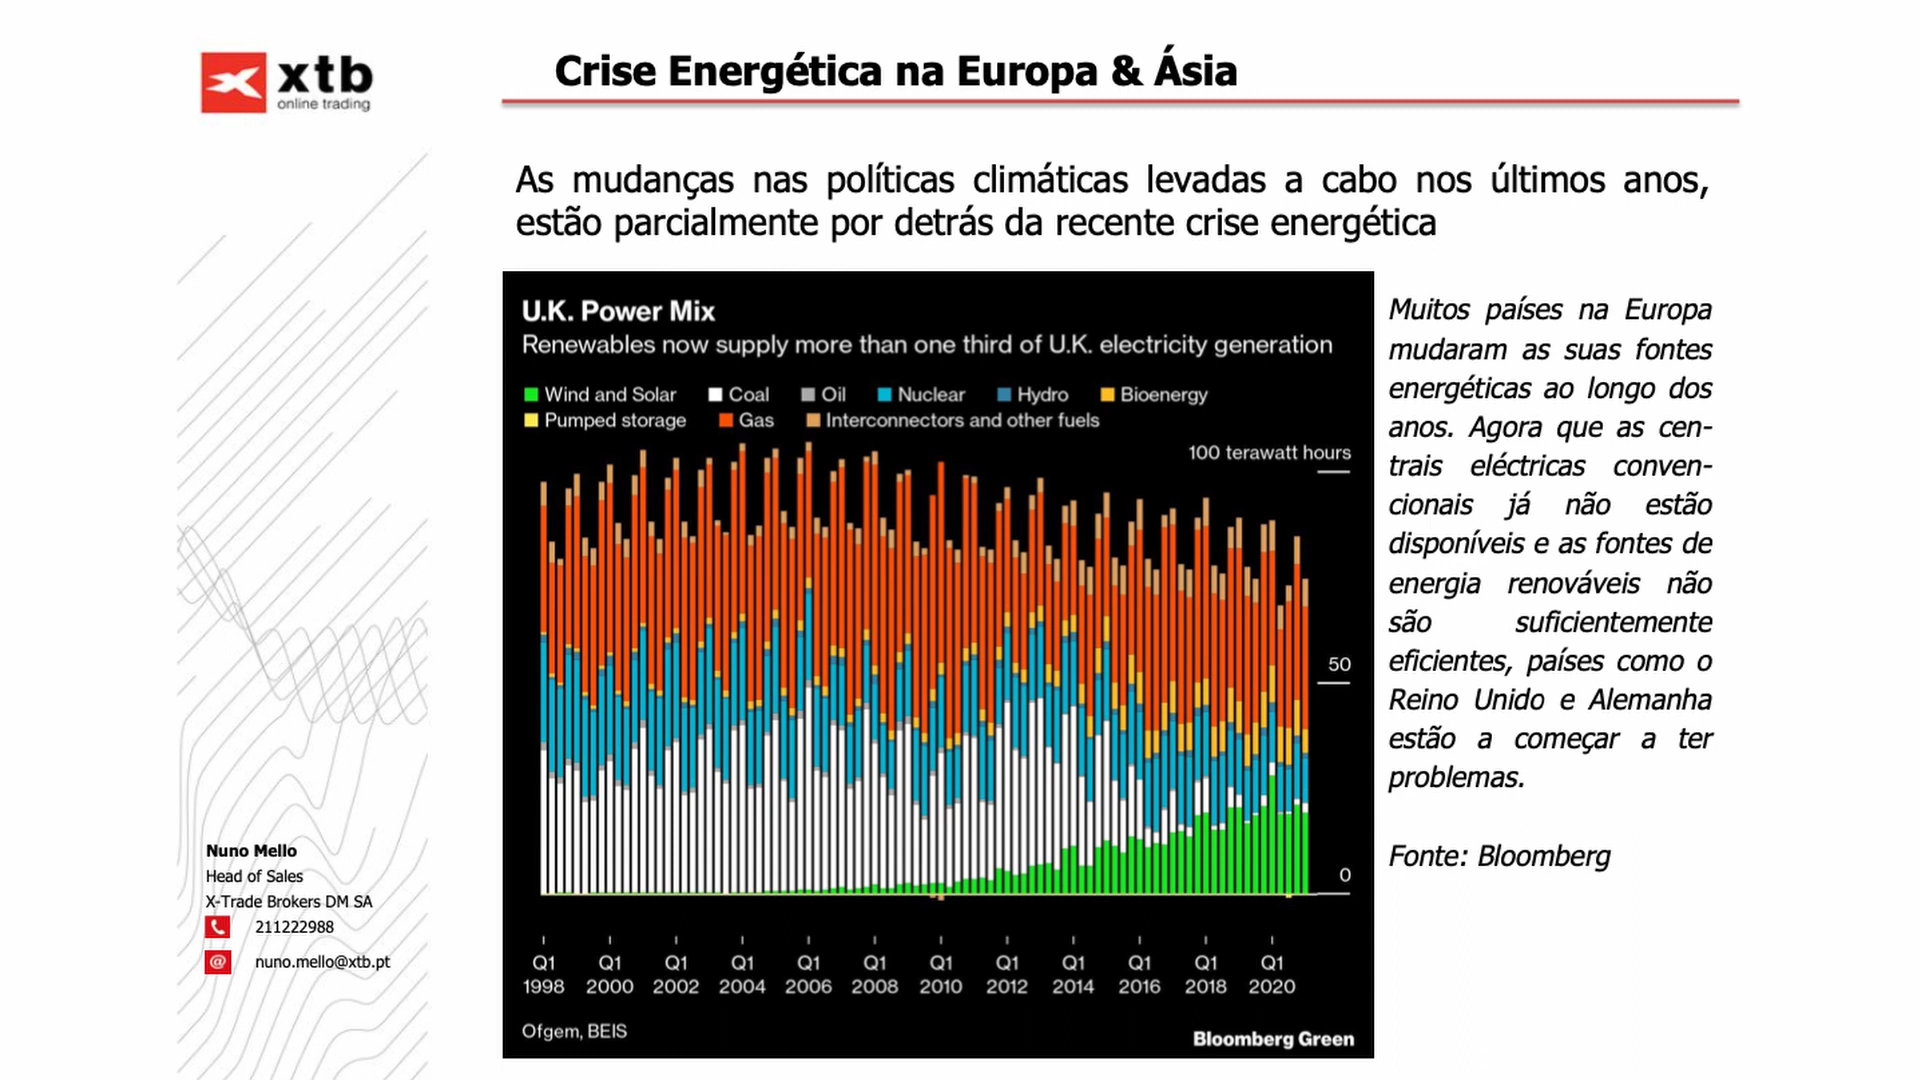 xtb
online trading
Crise Energética na Europa & Ásia
As mudanças nas políticas climáticas levadas a cabo nos últimos anos,
estão parcialmente por detrás da recente crise energética
U.K. Power Mix
Renewables now supply more than one third of U.K. electricity generation
Wind and Solar Coal Oil Nuclear Hydro Bioenergy
Pumped storage Gas Interconnectors and other fuels
100 terawatt hours
50
0
Q1 Q1 Q1 Q1 Q1 Q1 Q1 Q1 Q1 Q1 Q1 Q1
1998 2000 2002 2004 2006 2008 2010 2012 2014 2016 2018 2020
Ofgem, BEIS
Bloomberg Green
Muitos países na Europa
mudaram as suas fontes
energéticas ao longo dos
anos. Agora que as cen-
trais eléctricas conven-
cionais já não estão
disponíveis e as fontes de
energia renováveis não
são suficientemente
eficientes, países como o
Reino Unido e Alemanha
estão a começar a ter
problemas.
Fonte: Bloomberg
Nuno Mello
Head of Sales
X-Trade Brokers DM SA
211222988
@ nuno.mello@xtb.pt